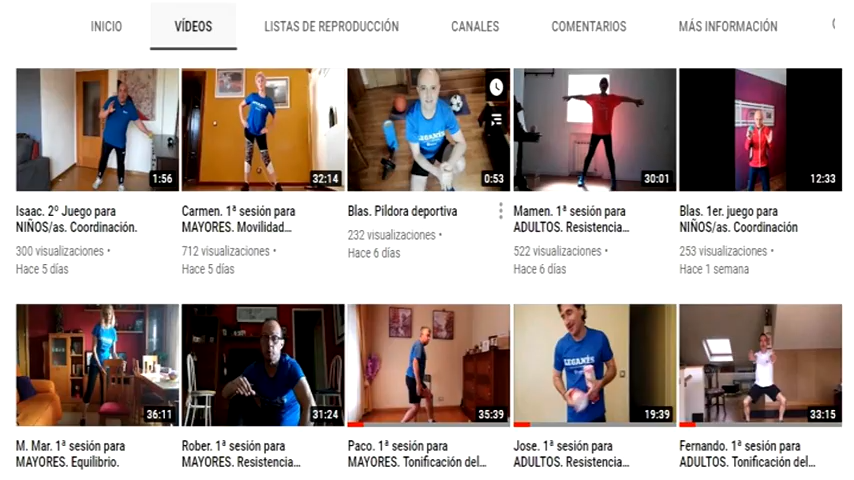 INICIO VÍDEOS LISTAS DE REPRODUCCIÓN CANALES COMENTARIOS MÁS INFORMACIÓN
1:56 32:14 0:53 30:01 12:33
Isaac. 2º Juego para
NIÑOS/as. Coordinación.
300 visualizaciones •
Hace 5 días
Carmen. 1ª sesión para
MAYORES. Movilidad...
712 visualizaciones •
Hace 5 días
LEGANÉS
Blas. Pildora deportiva
232 visualizaciones •
Hace 6 días
Mamen. 1ª sesión para
ADULTOS. Resistencia...
522 visualizaciones •
Hace 6 días
Blas. 1er. juego para
NIÑOS/as. Coordinación
253 visualizaciones •
Hace 1 semana
LEGANÉS
36:11 31:24 35:39 19:39 33:15
M. Mar. 1ª sesión para
MAYORES. Equilibrio.
Rober. 1ª sesión para
MAYORES. Resistencia...
Paco. 1ª sesión para
MAYORES. Tonificación del...
Jose. 1ª sesión para
ADULTOS. Resistencia...
Fernando. 1ª sesión para
ADULTOS. Tonificación del...